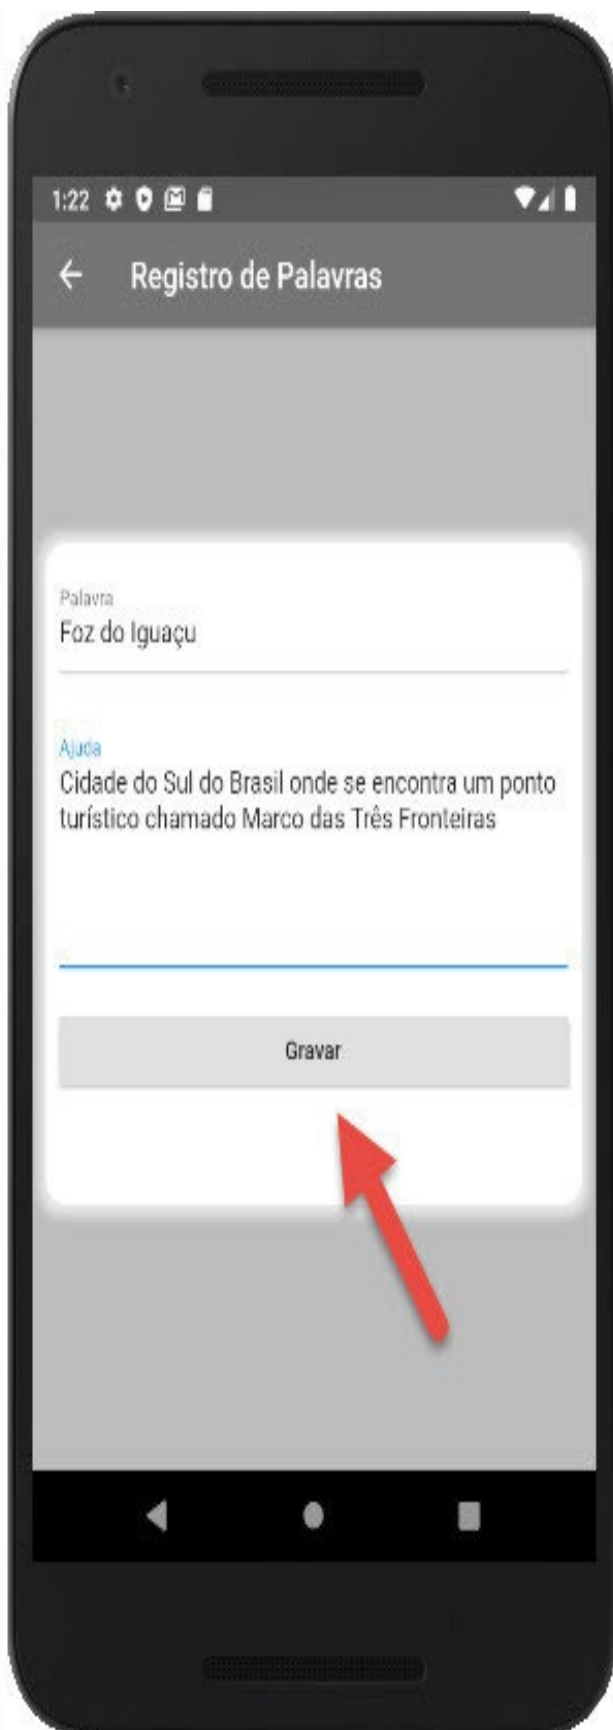 1:22
Registro de Palavras
Palavra
Foz do Iguaçu
Ajuda
Cidade do Sul do Brasil onde se encontra um ponto
turístico chamado Marco das Três Fronteiras
Gravar